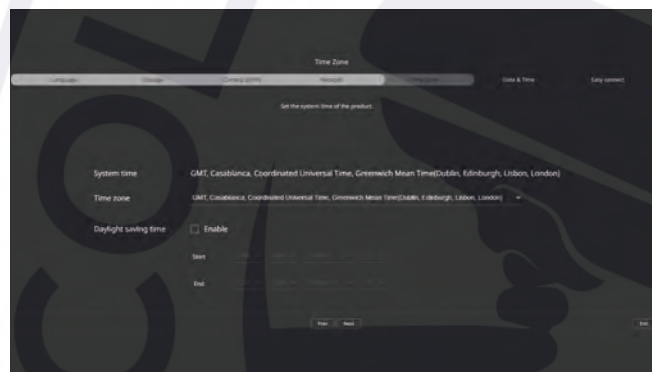 Time Zone
Language Storage Camera (APP) Network Time Zone Date & Time Easy connect
Set the system time of the product.
System time GMT, Casablanca, Coordinated Universal Time, Greenwich Mean Time(Dublin, Edinburgh, Lisbon, London)
Time zone GMT, Casablanca, Coordinated Universal Time, Greenwich Mean Time(Dublin, Edinburgh, Lisbon, London)
Daylight saving time Enable
Start
End
Prev Next Exit